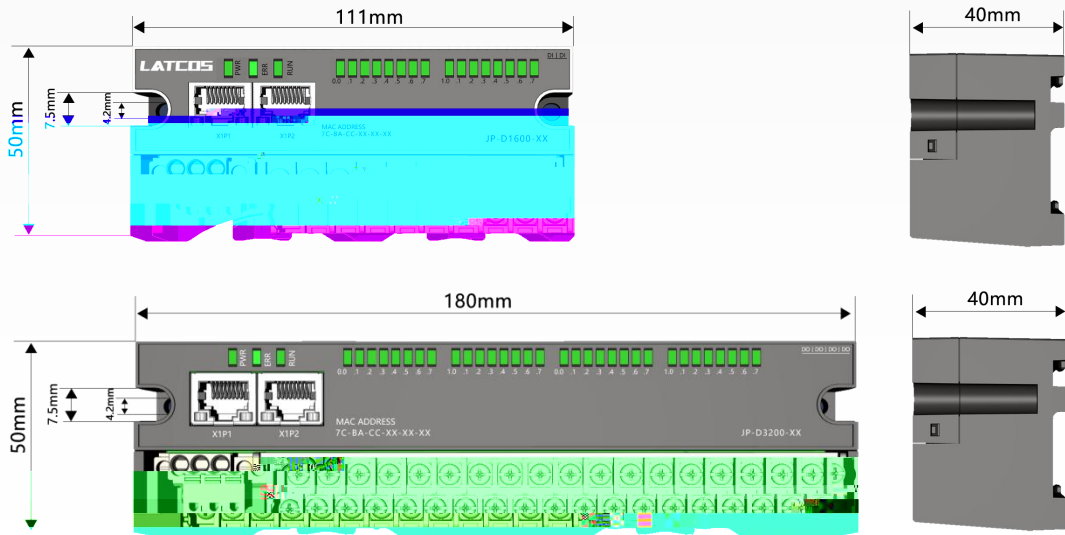 111mm
40mm
LATCOS
PWR
ERR
RUN
DI | DI
0.0 .1 .2 .3 .4 .5 .6 .7
1.0 .1 .2 .3 .4 .5 .6 .7
50mm
7.5mm
4.2mm
X1P1
X1P2
MAC ADDRESS
7C-BA-CC-XX-XX-XX
JP-D1600-XX
180mm
40mm
PWR
ERR
RUN
DO | DO | DO | DO
0.0 .1 .2 .3 .4 .5 .6 .7
1.0 .1 .2 .3 .4 .5 .6 .7
0.0 .1 .2 .3 .4 .5 .6 .7
1.0 .1 .2 .3 .4 .5 .6 .7
50mm
7.5mm
4.2mm
X1P1
X1P2
MAC ADDRESS
7C-BA-CC-XX-XX-XX
JP-D3200-XX